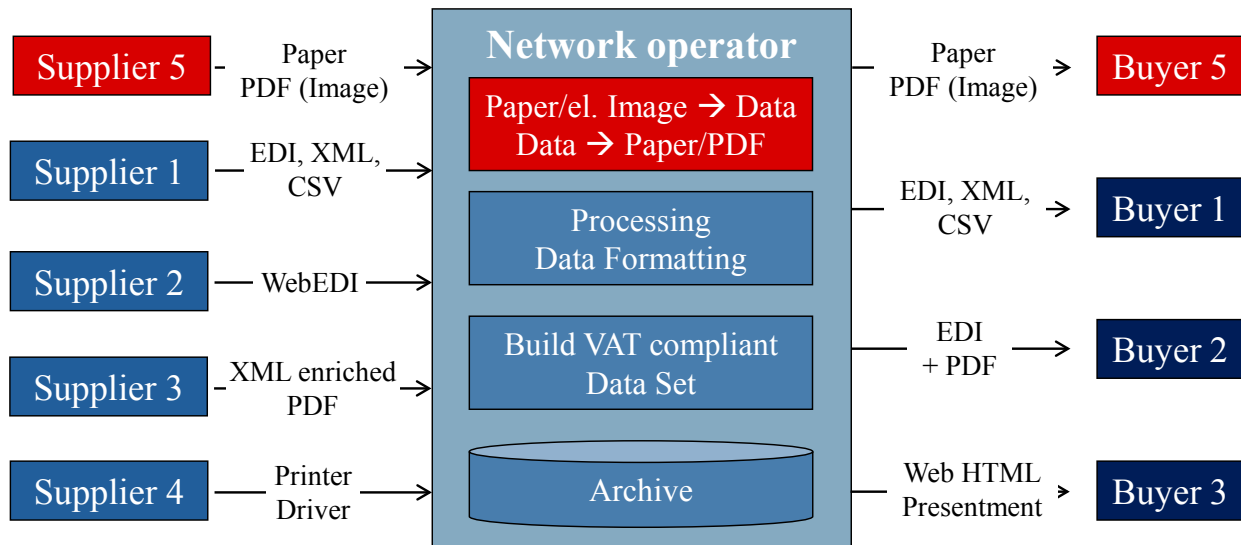 Supplier 5
Paper
PDF (Image)
Supplier 1
EDI, XML,
CSV
Supplier 2
WebEDI
Supplier 3
XML enriched
PDF
Supplier 4
Printer
Driver
Network operator
Paper/el. Image → Data
Data → Paper/PDF
Processing
Data Formatting
Build VAT compliant
Data Set
Archive
Paper
PDF (Image)
Buyer 5
EDI, XML,
CSV
Buyer 1
EDI
+ PDF
Buyer 2
Web HTML
Presentment
Buyer 3